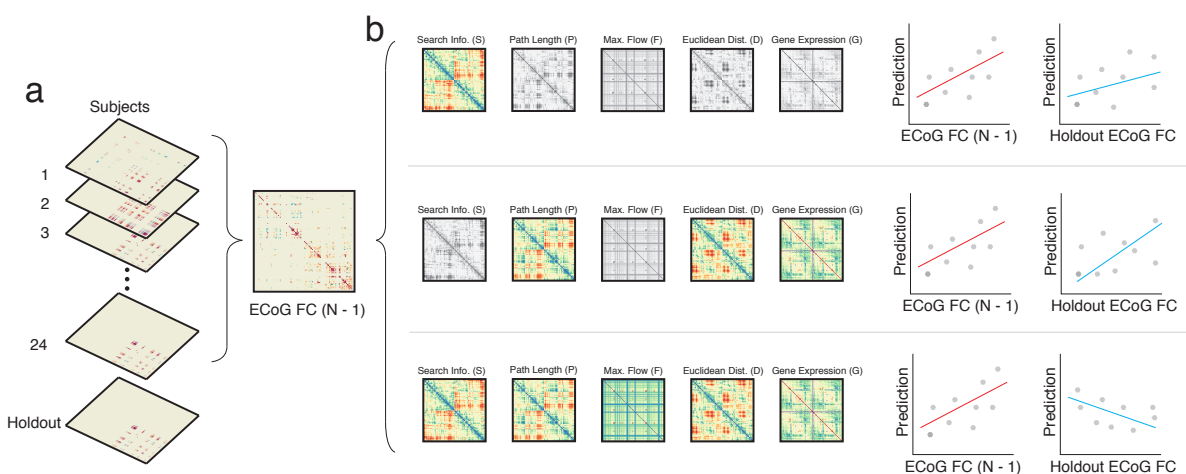 a
Subjects
1
2
3
24
Holdout
ECoG FC (N - 1)
b
Search Info. (S) Path Length (P) Max. Flow (F) Euclidean Dist. (D) Gene Expression (G)
Prediction
ECoG FC (N - 1)
Prediction
Holdout ECoG FC
Search Info. (S) Path Length (P) Max. Flow (F) Euclidean Dist. (D) Gene Expression (G)
Prediction
ECoG FC (N - 1)
Prediction
Holdout ECoG FC
Search Info. (S) Path Length (P) Max. Flow (F) Euclidean Dist. (D) Gene Expression (G)
Prediction
ECoG FC (N - 1)
Prediction
Holdout ECoG FC